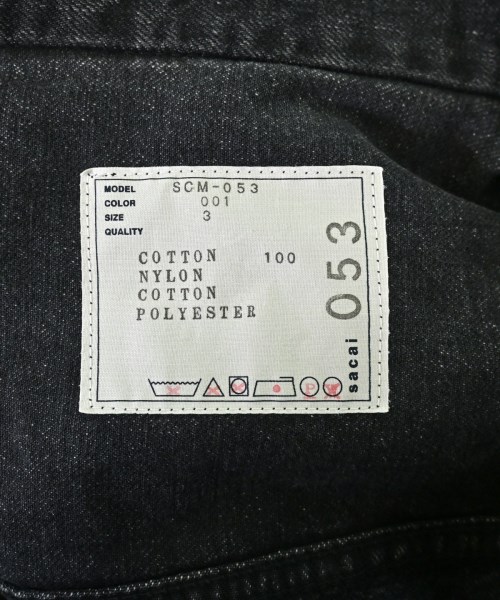 MODEL SCM-053
COLOR 001
SIZE 3
QUALITY
COTTON 100
NYLON
COTTON
POLYESTER
053
sacai
P